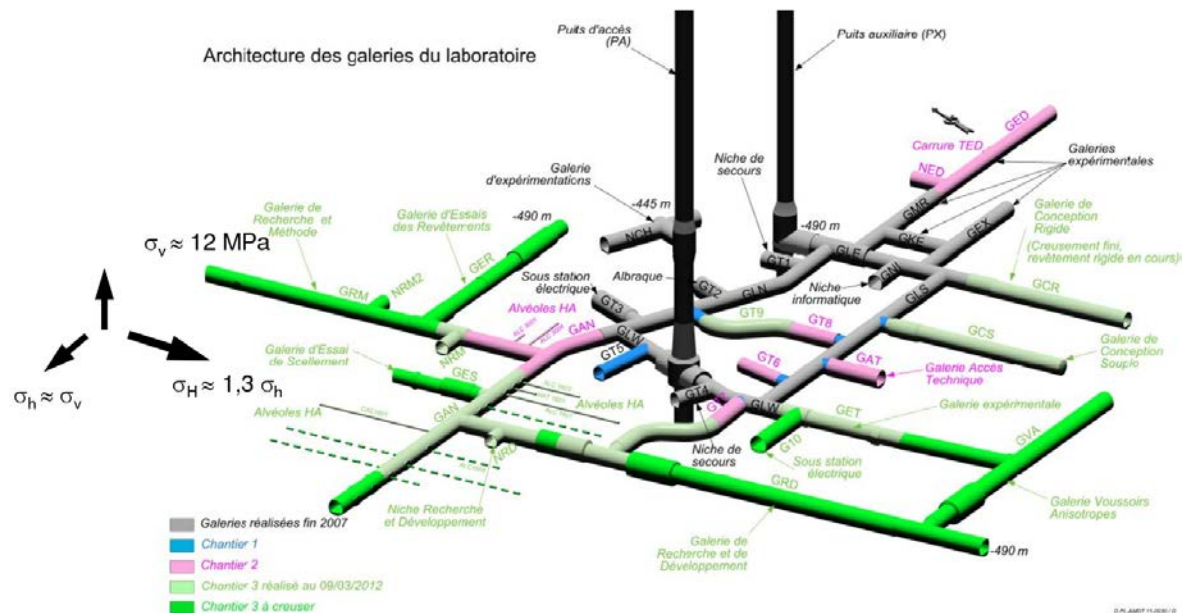 Architecture des galeries du laboratoire
Puits d'accès
(PA)
Puits auxiliaire (PX)
Carrure TED
GED
NED
Galeries
expérimentales
Niche de
secours
Galerie
d'expérimentations
-445 m
NCH
-490 m
GMR
GKE
GEX
GLE
GNI
Niche
informatique
Galerie de
Conception
Rigide
(Creusement fini,
revêtement rigide en cours)
GCR
Galerie de
Recherche et
Méthode
Galerie d'Essais
des Revêtements
-490 m
σv ≈ 12 MPa
GRM
NRM2
GER
NRM
Sous station
électrique
Albraque
GT1
GT2
GLN
GT3
GLS
GT9
GT8
GCS
Galerie de
Conception
Souple
Alvéoles HA
GAN
GLW
GT5
GT6
GAT
Galerie Accès
Technique
σh ≈ σv
σH ≈ 1,3 σh
Galerie d'Essai
de Scellement
GES
GT4
GLW
GET
Galerie expérimentale
Alvéoles HA
GAN
Alvéoles HA
NRD
Niche de
secours
G10
Sous station
électrique
GVA
Niche Recherche
et Développement
GRD
Galerie Voussoirs
Anisotropes
Galerie de
Recherche et de
Développement
-490 m
Galeries réalisées fin 2007
Chantier 1
Chantier 2
Chantier 3 réalisé au 09/03/2012
Chantier 3 à creuser